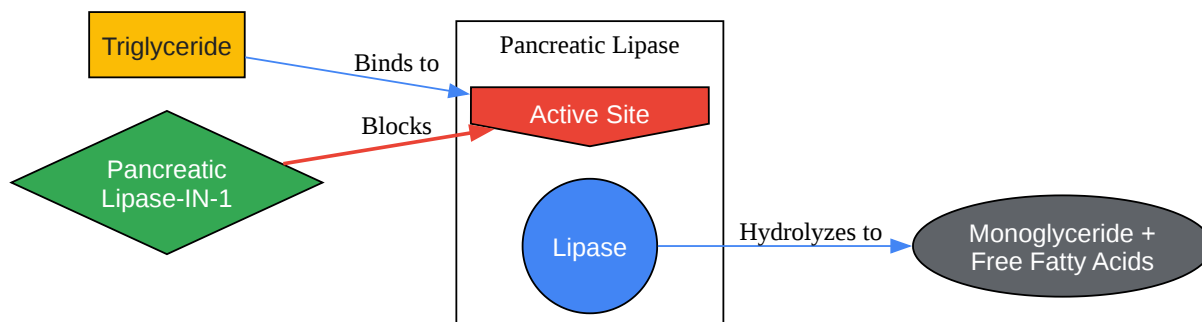 Triglyceride
Binds to
Pancreatic Lipase
Active Site
Blocks
Pancreatic
Lipase-IN-1
Lipase
Hydrolyzes to
Monoglyceride +
Free Fatty Acids